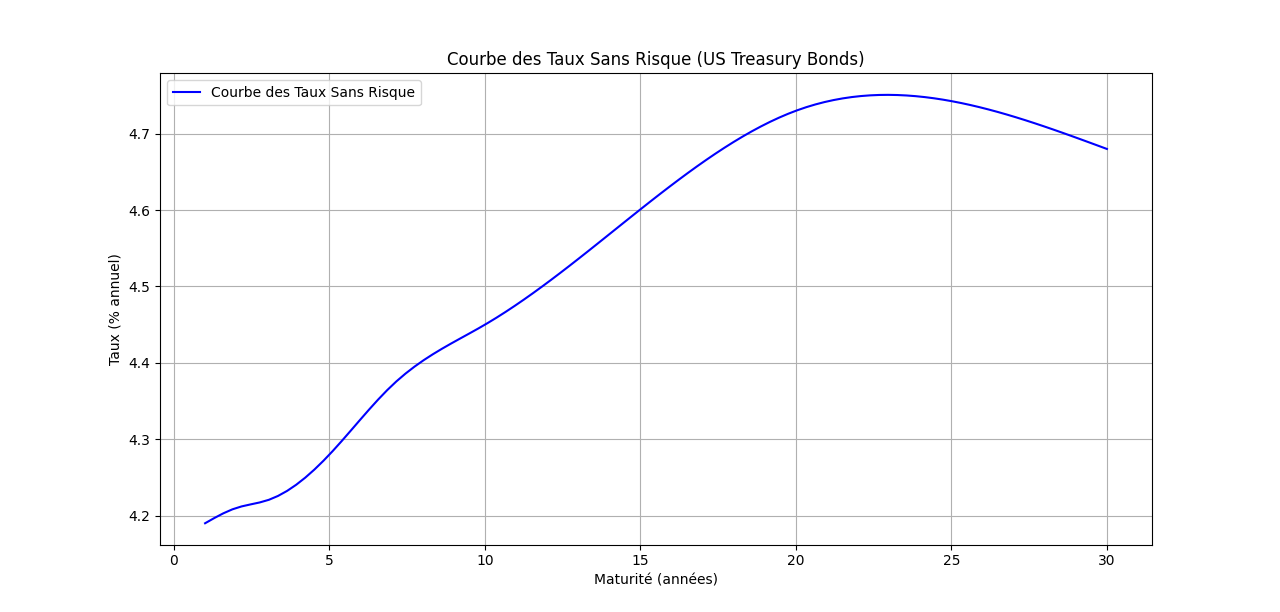 Courbe des Taux Sans Risque (US Treasury Bonds)
Courbe des Taux Sans Risque
Taux (% annuel)
4.7
4.6
4.5
4.4
4.3
4.2
0 5 10 15 20 25 30
Maturité (années)